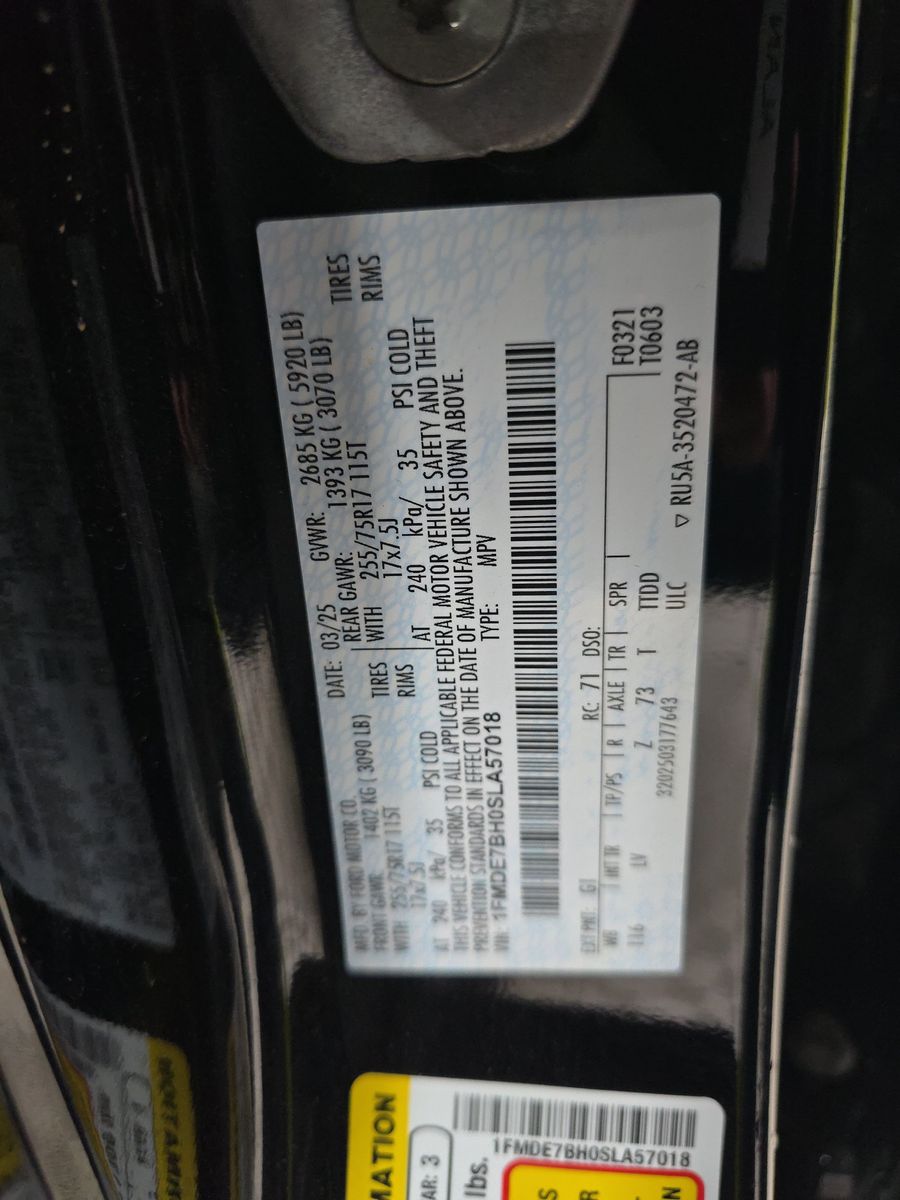 MFD. BY FORD MOTOR CO.
DATE: 03/25 GVWR: 2685 KG ( 5920 LB)
FRONT GAWR: 1402 KG ( 3090 LB) REAR GAWR: 1393 KG ( 3070 LB)
WITH 255/75R17 115T TIRES WITH 255/75R17 115T TIRES
17x7.5J RIMS 17x7.5J RIMS
AT 240 kPa/ 35 PSI COLD AT 240 kPa/ 35 PSI COLD
THIS VEHICLE CONFORMS TO ALL APPLICABLE FEDERAL MOTOR VEHICLE SAFETY AND THEFT
PREVENTION STANDARDS IN EFFECT ON THE DATE OF MANUFACTURE SHOWN ABOVE.
VIN: 1FMDE7BH0SLA57018 TYPE: MPV
EXT PNT: G1 RC: 71 DSO:
F0321
T0603
WB INT TR TP/PS R AXLE TR SPR
116 LV Z 73 T TTDD
3202503177643 ULC
RU5A-3520472-AB
MATION
AR: 3
lbs.
1FMDE7BH0SLA57018
S
R
N